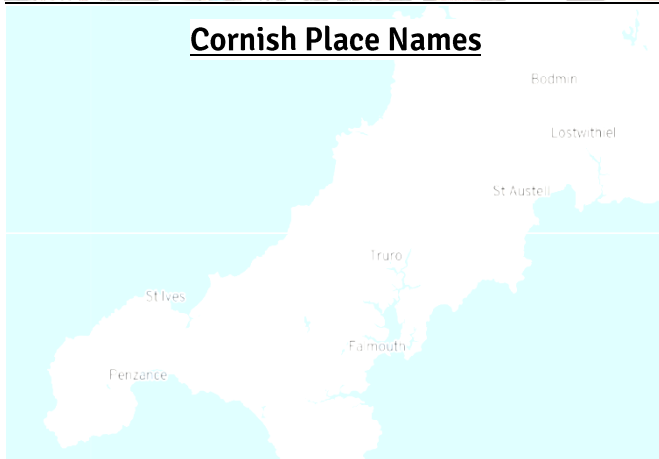 Cornish Place Names
Bodmin
Lostwithiel
St Austell
Truro
St Ives
Falmouth
Penzance